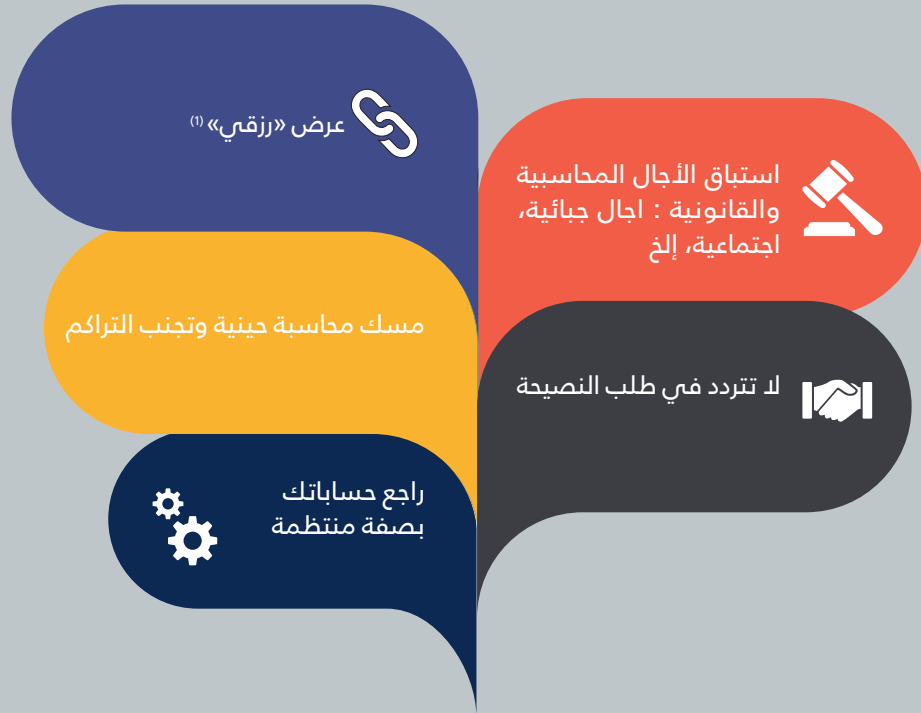 عرض «رزقي» (1)
استباق الأجال المحاسبية
والقانونية : اجال جبائية،
اجتماعية، إلخ
مسك محاسبة حينية وتجنب التراكم
لا تتردد في طلب النصيحة
راجع حساباتك
بصفة منتظمة